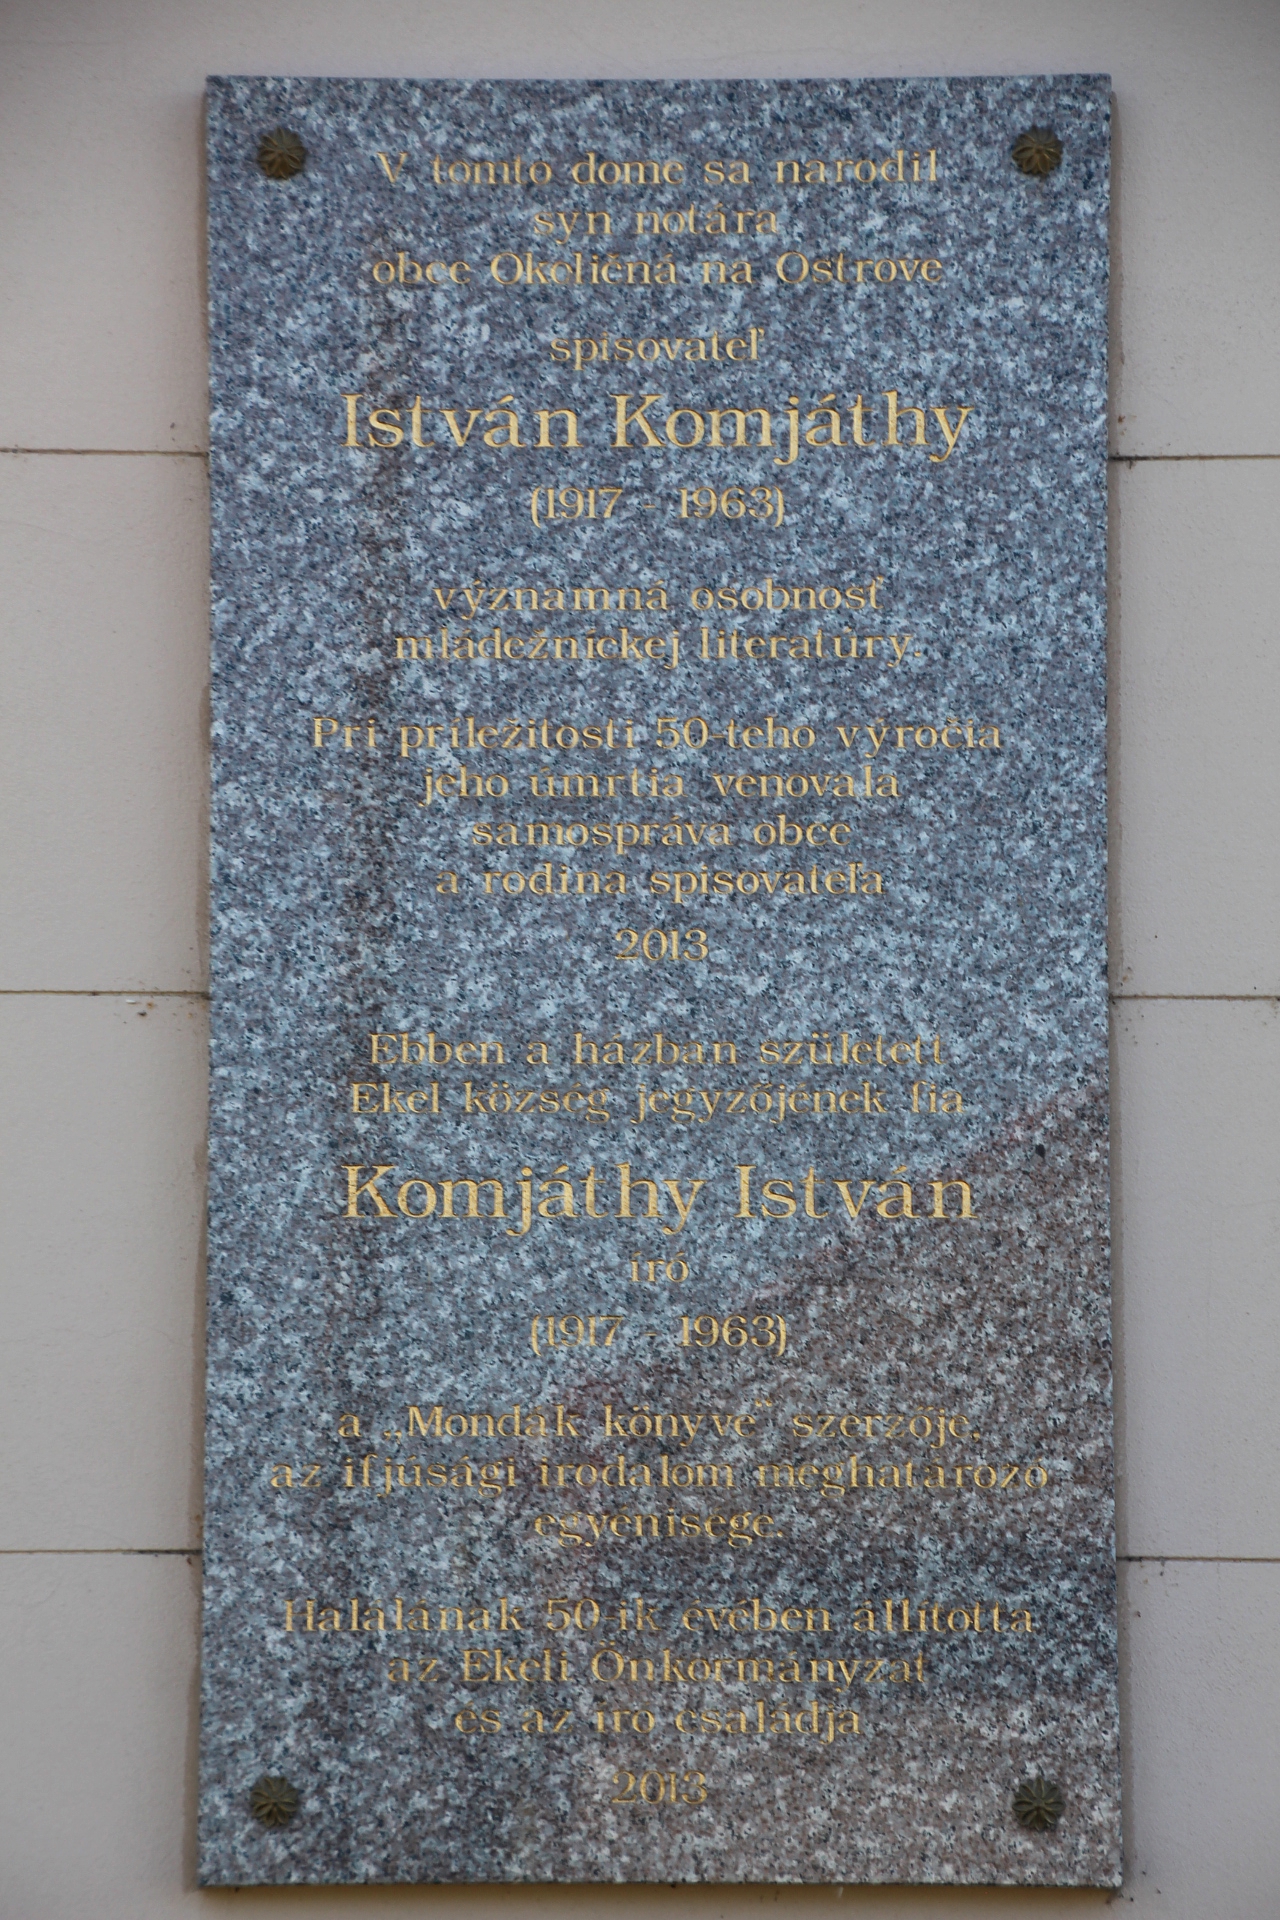 V tomto dome sa narodil
syn notára
obce Okoličná na Ostrove
spisovateľ
István Komjáthy
(1917 - 1963)
významná osobnosť
mládežníckej literatúry.
Pri príležitosti 50-teho výročia
jeho úmrtia venovala
samospráva obce
a rodina spisovateľa
2013
Ebben a házban született
Ekel község jegyzőjének fia
Komjáthy István
író
(1917 - 1963)
a „Mondák könyve“ szerzője,
az ifjúsági irodalom meghatározó
egyénisége.
Halálának 50-ik évében állította
az Ekeli Önkormányzat
és az író családja
2013